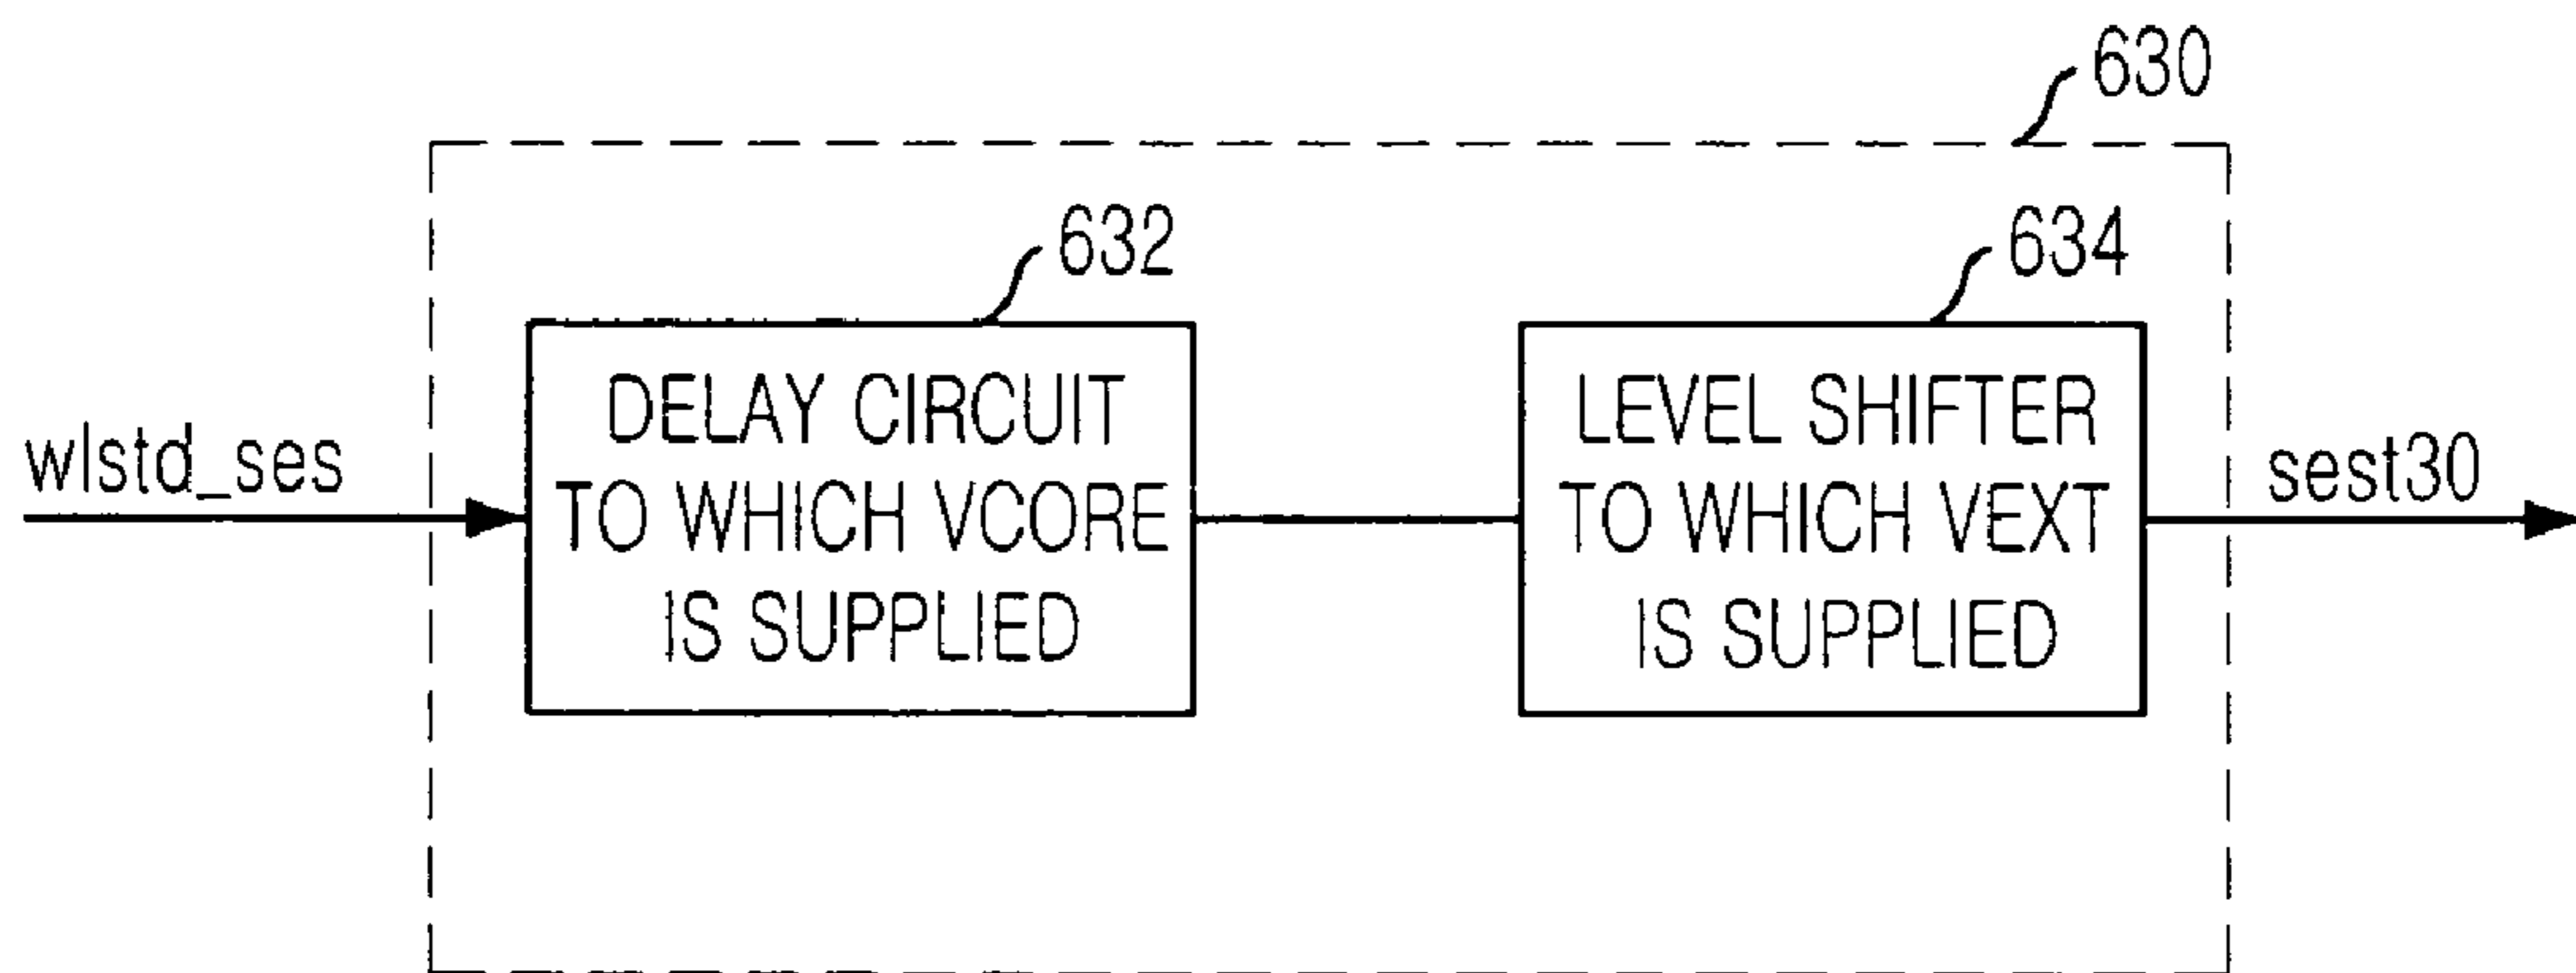 630
632
634
wlstd_ses
DELAY CIRCUIT
TO WHICH VCORE
IS SUPPLIED
LEVEL SHIFTER
TO WHICH VEXT
IS SUPPLIED
sest30